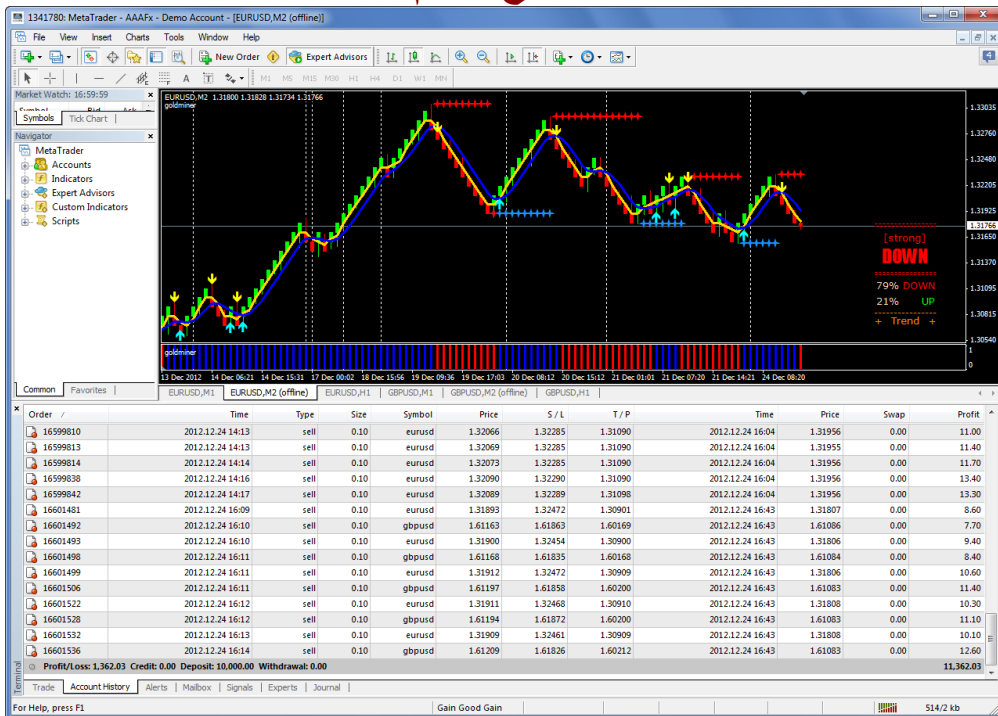 1341780: MetaTrader - AAAFx - Demo Account - [EURUSD,M2 (offline)]
File View Insert Charts Tools Window Help
New Order Expert Advisors 4
A T M1 M5 M15 M30 H1 H4 D1 W1 MN
Market Watch: 16:59:59
Symbols Tick Chart
Navigator
MetaTrader
Accounts
Indicators
Expert Advisors
Custom Indicators
Scripts
Common Favorites
EURUSD,M2 1.31800 1.31828 1.31734 1.31766
goldminer
1.33035
1.32760
1.32480
1.32205
1.31925
1.31766
1.31650
1.31370
1.31095
1.30815
1.30540
[strong]
DOWN
79% DOWN
21% UP
+ Trend +
goldminer
1
0
13 Dec 2012 14 Dec 06:21 14 Dec 15:31 17 Dec 00:02 18 Dec 15:56 19 Dec 09:36 19 Dec 17:03 20 Dec 08:12 20 Dec 15:12 21 Dec 01:01 21 Dec 07:20 21 Dec 14:21 24 Dec 08:20
EURUSD,M1 EURUSD,M2 (offline) EURUSD,H1 GBPUSD,M1 GBPUSD,M2 (offline) GBPUSD,H1
Order / Time Type Size Symbol Price S / L T / P Time Price Swap Profit
16599810 2012.12.24 14:13 sell 0.10 eurusd 1.32066 1.32285 1.31090 2012.12.24 16:04 1.31956 0.00 11.00
16599813 2012.12.24 14:13 sell 0.10 eurusd 1.32069 1.32285 1.31090 2012.12.24 16:04 1.31955 0.00 11.40
16599814 2012.12.24 14:14 sell 0.10 eurusd 1.32073 1.32285 1.31090 2012.12.24 16:04 1.31956 0.00 11.70
16599838 2012.12.24 14:16 sell 0.10 eurusd 1.32090 1.32290 1.31090 2012.12.24 16:04 1.31956 0.00 13.40
16599842 2012.12.24 14:17 sell 0.10 eurusd 1.32089 1.32289 1.31098 2012.12.24 16:04 1.31956 0.00 13.30
16601481 2012.12.24 16:09 sell 0.10 eurusd 1.31893 1.32472 1.30901 2012.12.24 16:43 1.31807 0.00 8.60
16601492 2012.12.24 16:10 sell 0.10 gbpusd 1.61163 1.61863 1.60169 2012.12.24 16:43 1.61086 0.00 7.70
16601493 2012.12.24 16:10 sell 0.10 eurusd 1.31900 1.32454 1.30900 2012.12.24 16:43 1.31806 0.00 9.40
16601498 2012.12.24 16:11 sell 0.10 gbpusd 1.61168 1.61835 1.60168 2012.12.24 16:43 1.61084 0.00 8.40
16601499 2012.12.24 16:11 sell 0.10 eurusd 1.31912 1.32472 1.30909 2012.12.24 16:43 1.31806 0.00 10.60
16601506 2012.12.24 16:11 sell 0.10 gbpusd 1.61197 1.61858 1.60200 2012.12.24 16:43 1.61083 0.00 11.40
16601522 2012.12.24 16:12 sell 0.10 eurusd 1.31911 1.32468 1.30910 2012.12.24 16:43 1.31808 0.00 10.30
16601528 2012.12.24 16:12 sell 0.10 gbpusd 1.61194 1.61872 1.60200 2012.12.24 16:43 1.61083 0.00 11.10
16601532 2012.12.24 16:13 sell 0.10 eurusd 1.31909 1.32461 1.30909 2012.12.24 16:43 1.31808 0.00 10.10
16601536 2012.12.24 16:14 sell 0.10 gbpusd 1.61209 1.61826 1.60212 2012.12.24 16:43 1.61083 0.00 12.60
Profit/Loss: 1,362.03 Credit: 0.00 Deposit: 10,000.00 Withdrawal: 0.00 11,362.03
Terminal
Trade Account History Alerts Mailbox Signals Experts Journal
For Help, press F1 Gain Good Gain 514/2 kb